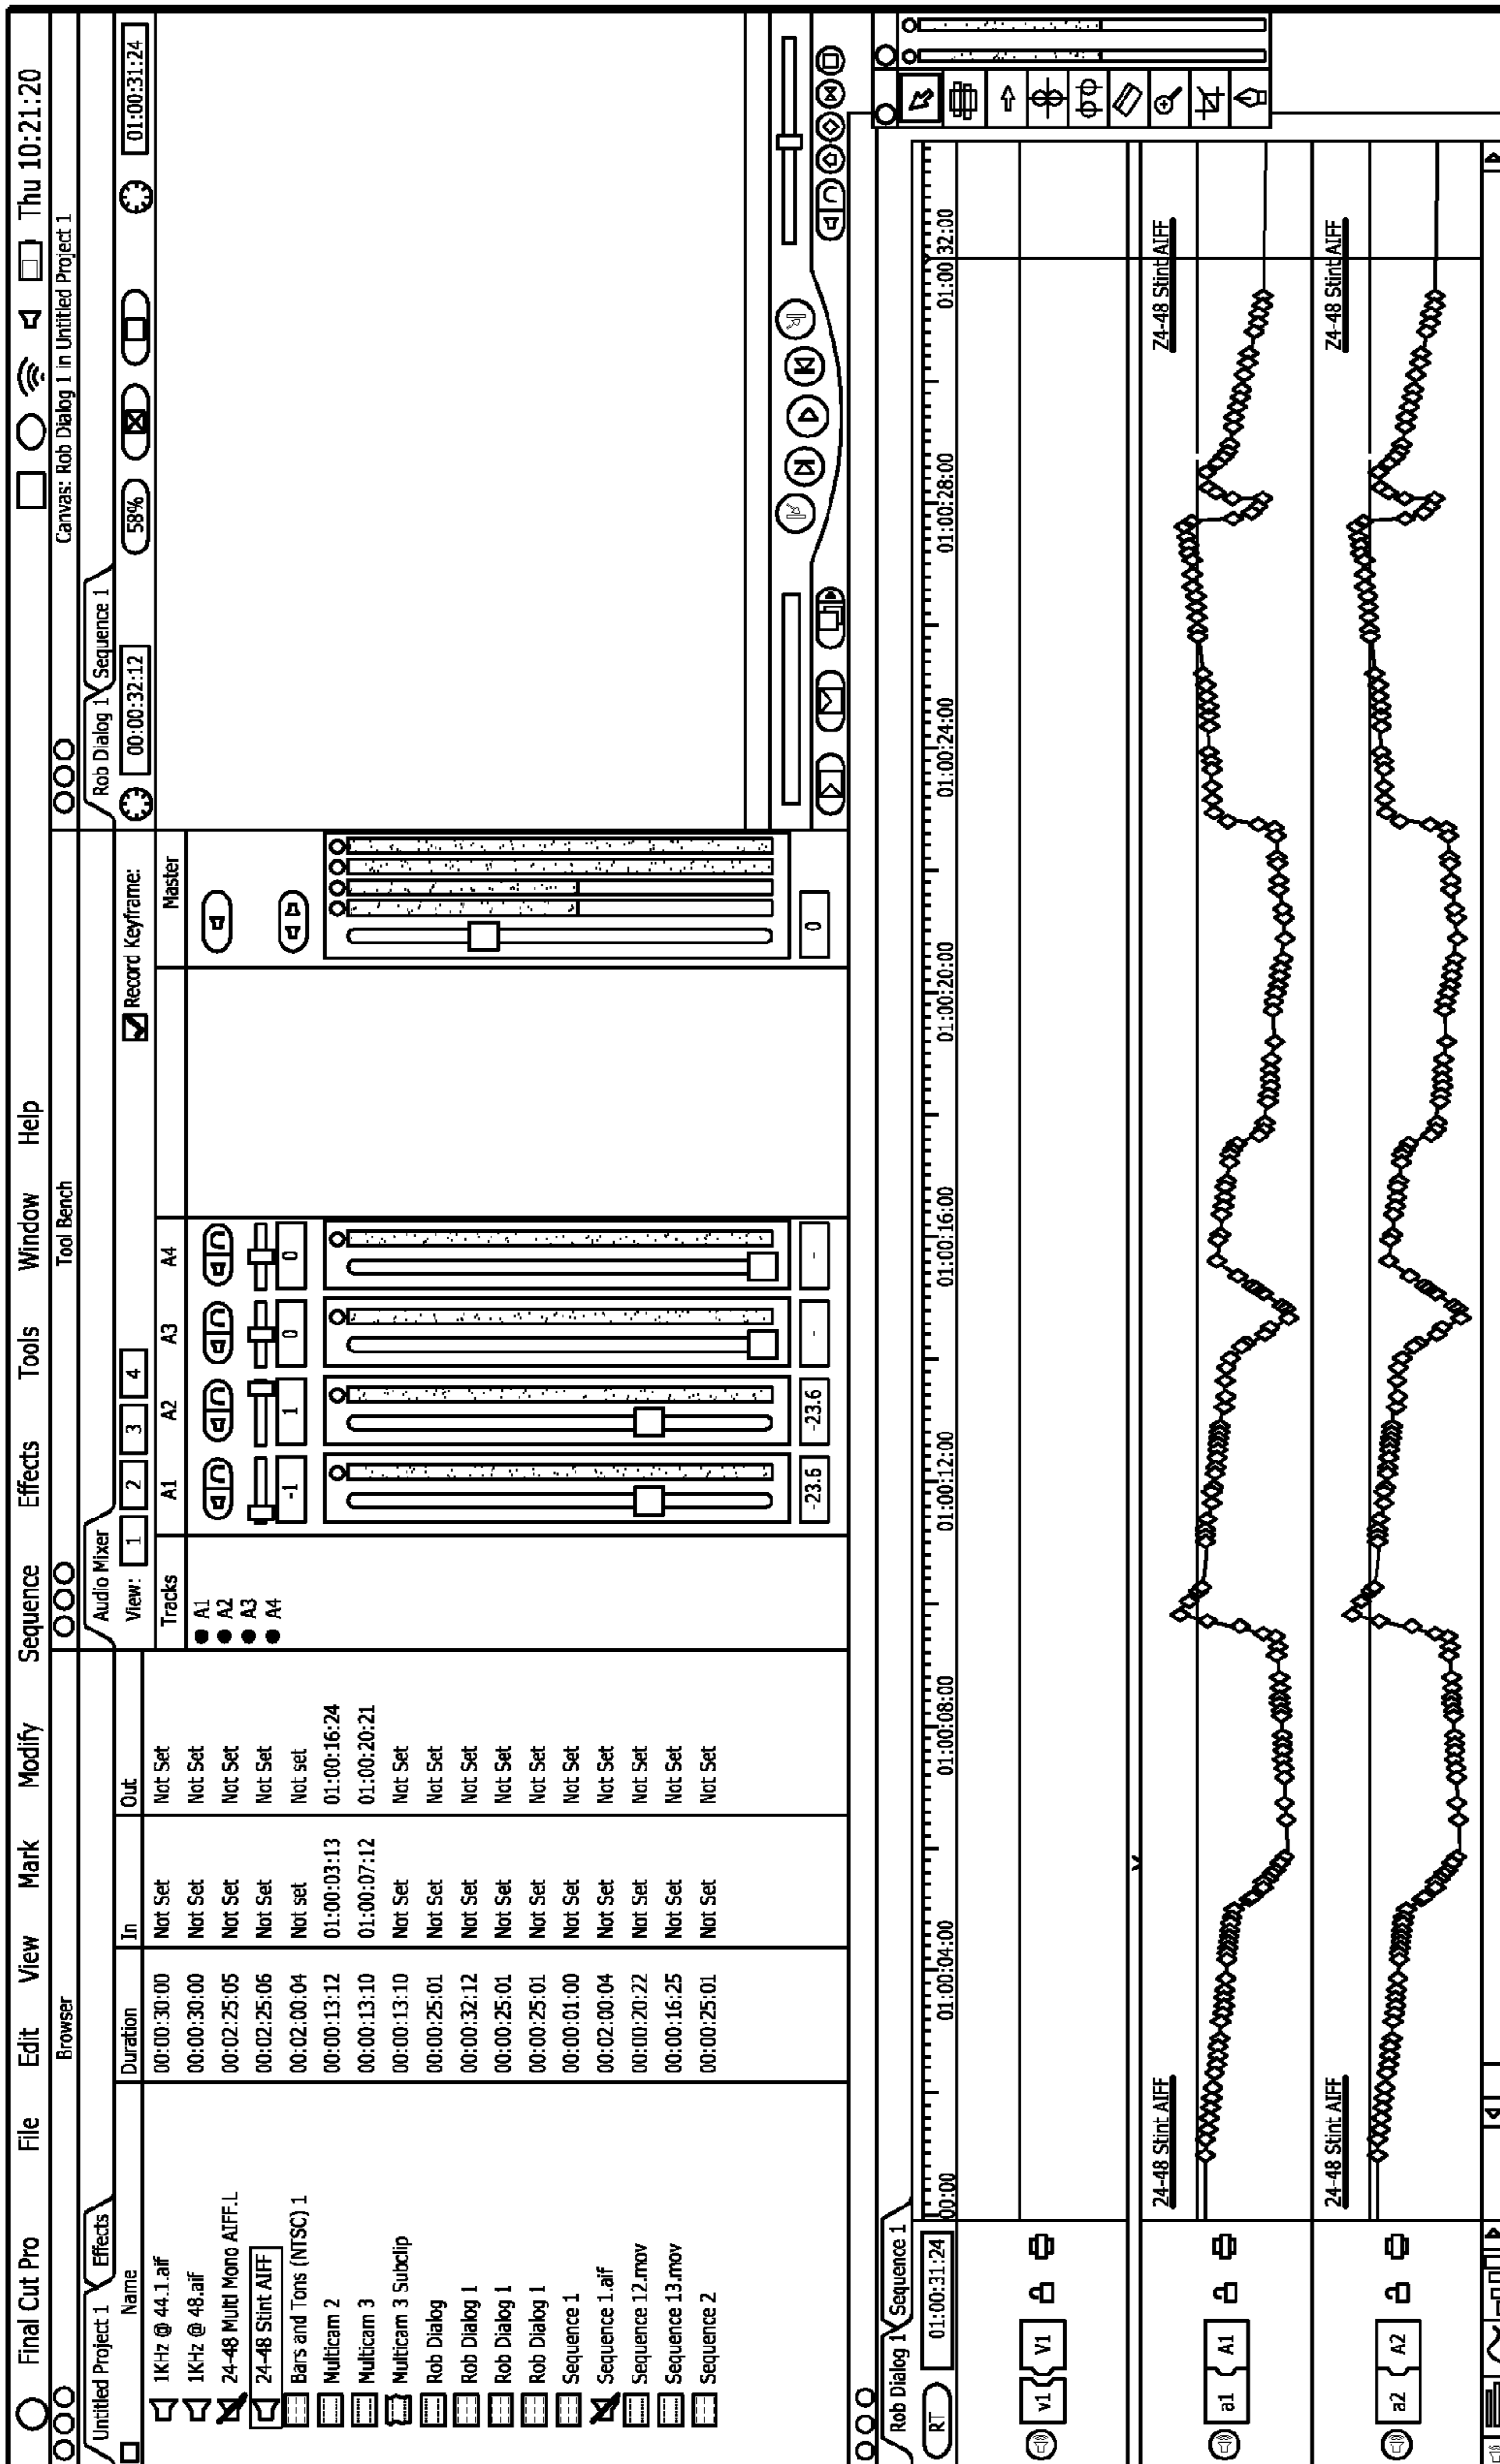 Final Cut Pro File Edit View Mark Modify Sequence Effects Tools Window Help Thu 10:21:20
Browser
Untitled Project 1 Effects
Name Duration In Out
1KHz @ 44.1.aif 00:00:30:00 Not Set Not Set
1KHz @ 48.aif 00:00:30:00 Not Set Not Set
24-48 Multi Mono AIFF.L 00:02:25:05 Not Set Not Set
24-48 Stint AIFF 00:02:25:06 Not Set Not Set
Bars and Tons (NTSC) 1 00:02:00:04 Not set Not set
Multicam 2 00:00:13:12 01:00:03:13 01:00:16:24
Multicam 3 00:00:13:10 01:00:07:12 01:00:20:21
Multicam 3 Subclip 00:00:13:10 Not Set Not Set
Rob Dialog 00:00:25:01 Not Set Not Set
Rob Dialog 1 00:00:32:12 Not Set Not Set
Rob Dialog 1 00:00:25:01 Not Set Not Set
Rob Dialog 1 00:00:25:01 Not Set Not Set
Sequence 1 00:00:01:00 Not Set Not Set
Sequence 1.aif 00:02:00:04 Not Set Not Set
Sequence 12.mov 00:00:20:22 Not Set Not Set
Sequence 13.mov 00:00:16:25 Not Set Not Set
Sequence 2 00:00:25:01 Not Set Not Set
Tool Bench
Audio Mixer
View: 1 2 3 4 Record Keyframe:
Tracks A1 A2 A3 A4 Master
A1
A2
A3
A4
-1 1 0 0
-23.6 -23.6 - - 0
Canvas: Rob Dialog 1 in Untitled Project 1
Rob Dialog 1 Sequence 1
00:00:32:12 58% 01:00:31:24
Rob Dialog 1 Sequence 1
RT 01:00:31:24 00:00 01:00:04:00 01:00:08:00 01:00:12:00 01:00:16:00 01:00:20:00 01:00:24:00 01:00:28:00 01:00 32:00
v1 V1
24-48 Stint AIFF Z4-48 Stint AIFF
a1 A1
24-48 Stint AIFF Z4-48 Stint AIFF
a2 A2